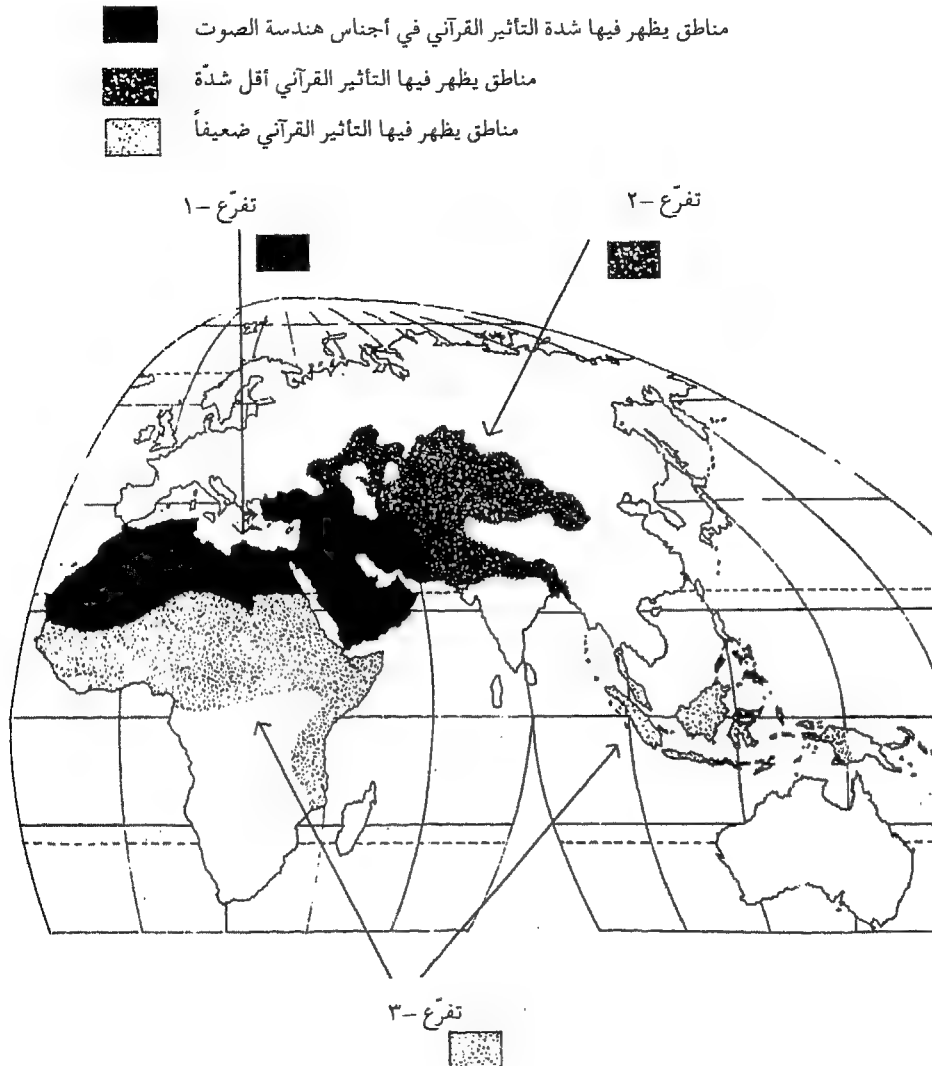 مناطق يظهر فيها شدة التأثير القرآني في أجناس هندسة الصوت
مناطق يظهر فيها التأثير القرآني أقل شدّة
مناطق يظهر فيها التأثير القرآني ضعيفاً
تفرّع -٢
تفرّع -١
تفرّع -٣